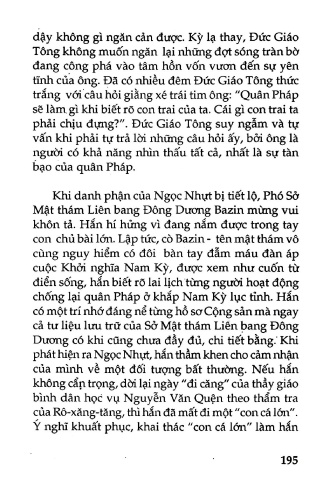 dậy không gì ngăn cản được. Kỳ lạ thay, Đức Giáo
Tông không muốn ngăn lại những đợt sóng tràn bờ
đang công phá vào tâm hồn vốn vươn đến sự yên
tĩnh của ông. Đã có nhiều đêm Đức Giáo Tông thức
trắng với câu hỏi giằng xé trái tim ông: "Quân Pháp
sẽ làm gì khi biết rõ con trai của ta. Cái gì con trai ta
phải chịu đựng?". Đức Giáo Tông suy ngẫm và tự
vấn khi phải tự trả lời những câu hỏi ấy, bởi ông là
người có khả năng nhìn thấu tất cả, nhất là sự tàn
bạo của quân Pháp.
Khi danh phận của Ngọc Nhựt bị tiết lộ, Phó Sở
Mật thám Liên bang Đông Dương Bazin mừng vui
khôn tả. Hắn hí hửng vì đang nắm được trong tay
con chủ bài lớn. Lập tức, cò Bazin - tên mật thám vô
cùng nguy hiểm có đôi bàn tay đẫm máu đàn áp
cuộc Khởi nghĩa Nam Kỳ, được xem như cuốn từ
điển sống, hắn biết rõ lai lịch từng người hoạt động
chống lại quân Pháp ở khắp Nam Kỳ lục tỉnh. Hắn
có một trí nhớ đáng nể từng hồ sơ Cộng sản mà ngay
cả tư liệu lưu trữ của Sở Mật thám Liên bang Đông
Dương có khi cũng chưa đầy đủ, chi tiết bằng. Khi
phát hiện ra Ngọc Nhựt, hắn thầm khen cho cảm nhận
của mình về một đối tượng bất thường. Nếu hắn
không cẩn trọng, dời lại ngày "đi căng" của thầy giáo
bình dân học vụ Nguyễn Văn Quện theo thẩm tra
của Rô-xăng-tăng, thì hắn đã mất đi một "con cá lớn".
Ý nghĩ khuất phục, khai thác "con cá lớn" làm hắn
195